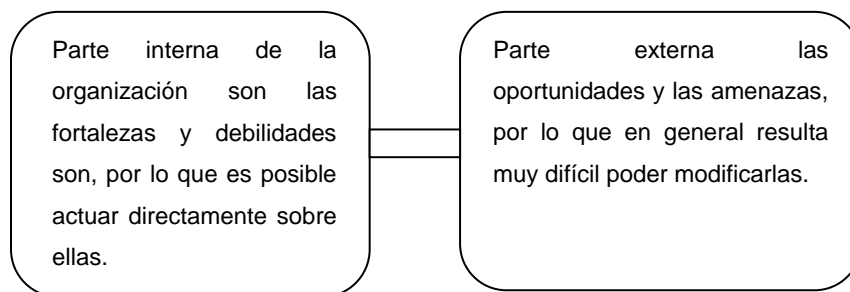 Parte interna de la
organización son las
fortalezas y debilidades
son, por lo que es posible
actuar directamente sobre
ellas.
Parte externa las
oportunidades y las amenazas,
por lo que en general resulta
muy difícil poder modificarlas.